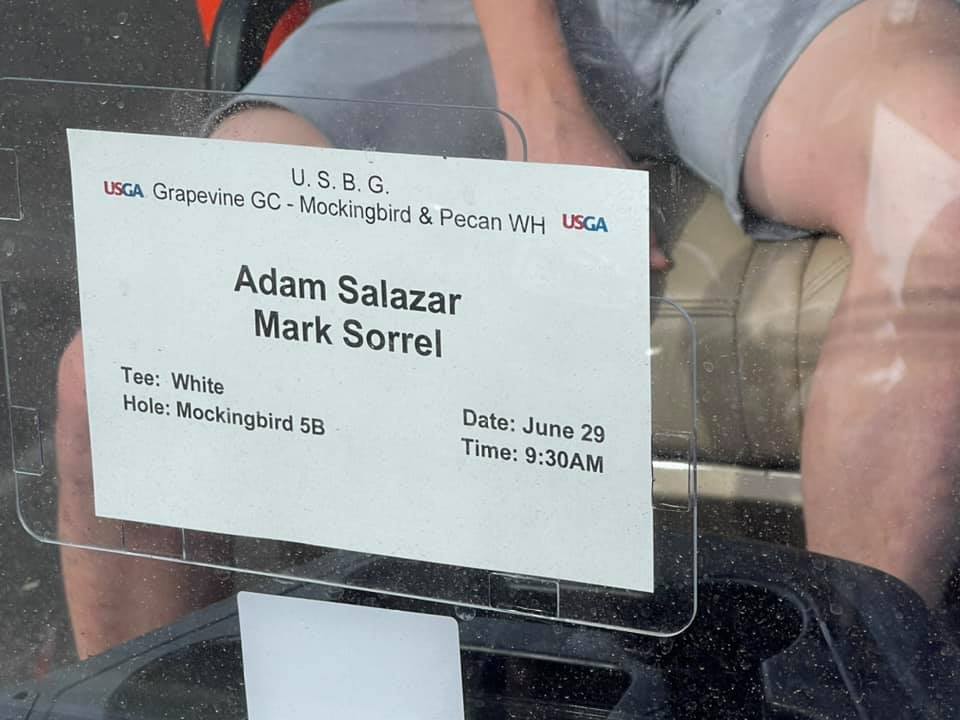 U. S. B. G.
USGA Grapevine GC - Mockingbird & Pecan WH USGA
Adam Salazar
Mark Sorrel
Tee: White
Hole: Mockingbird 5B
Date: June 29
Time: 9:30AM